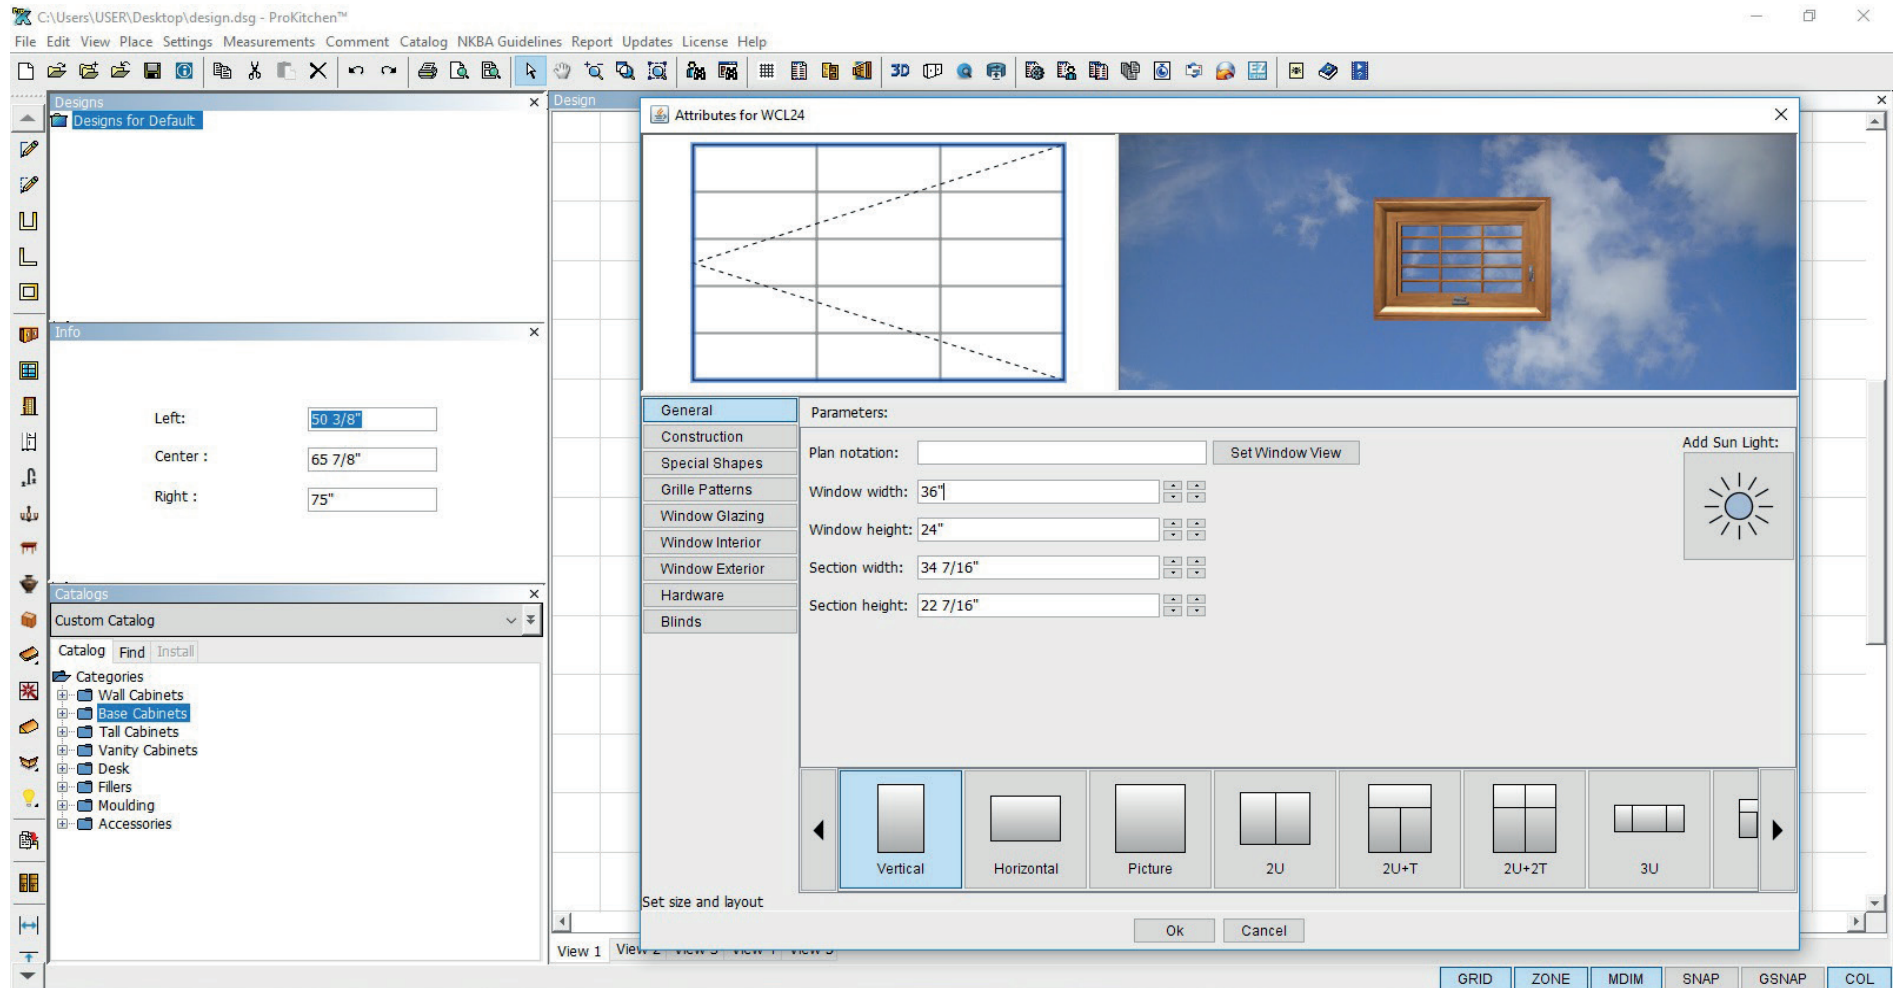 C:\Users\USER\Desktop\design.dsg - ProKitchen™
File Edit View Place Settings Measurements Comment Catalog NKBA Guidelines Report Updates License Help
3D
EZ
Designs
Designs for Default
Info
Left: 50 3/8"
Center : 65 7/8"
Right : 75"
Catalogs
Custom Catalog
Catalog Find Install
Categories
Wall Cabinets
Base Cabinets
Tall Cabinets
Vanity Cabinets
Desk
Fillers
Moulding
Accessories
Design
Attributes for WCL24
General
Construction
Special Shapes
Grille Patterns
Window Glazing
Window Interior
Window Exterior
Hardware
Blinds
Parameters:
Plan notation: Set Window View
Window width: 36"
Window height: 24"
Section width: 34 7/16"
Section height: 22 7/16"
Add Sun Light:
Vertical Horizontal Picture 2U 2U+T 2U+2T 3U
Set size and layout
Ok Cancel
View 1
GRID ZONE MDIM SNAP GSNAP COL